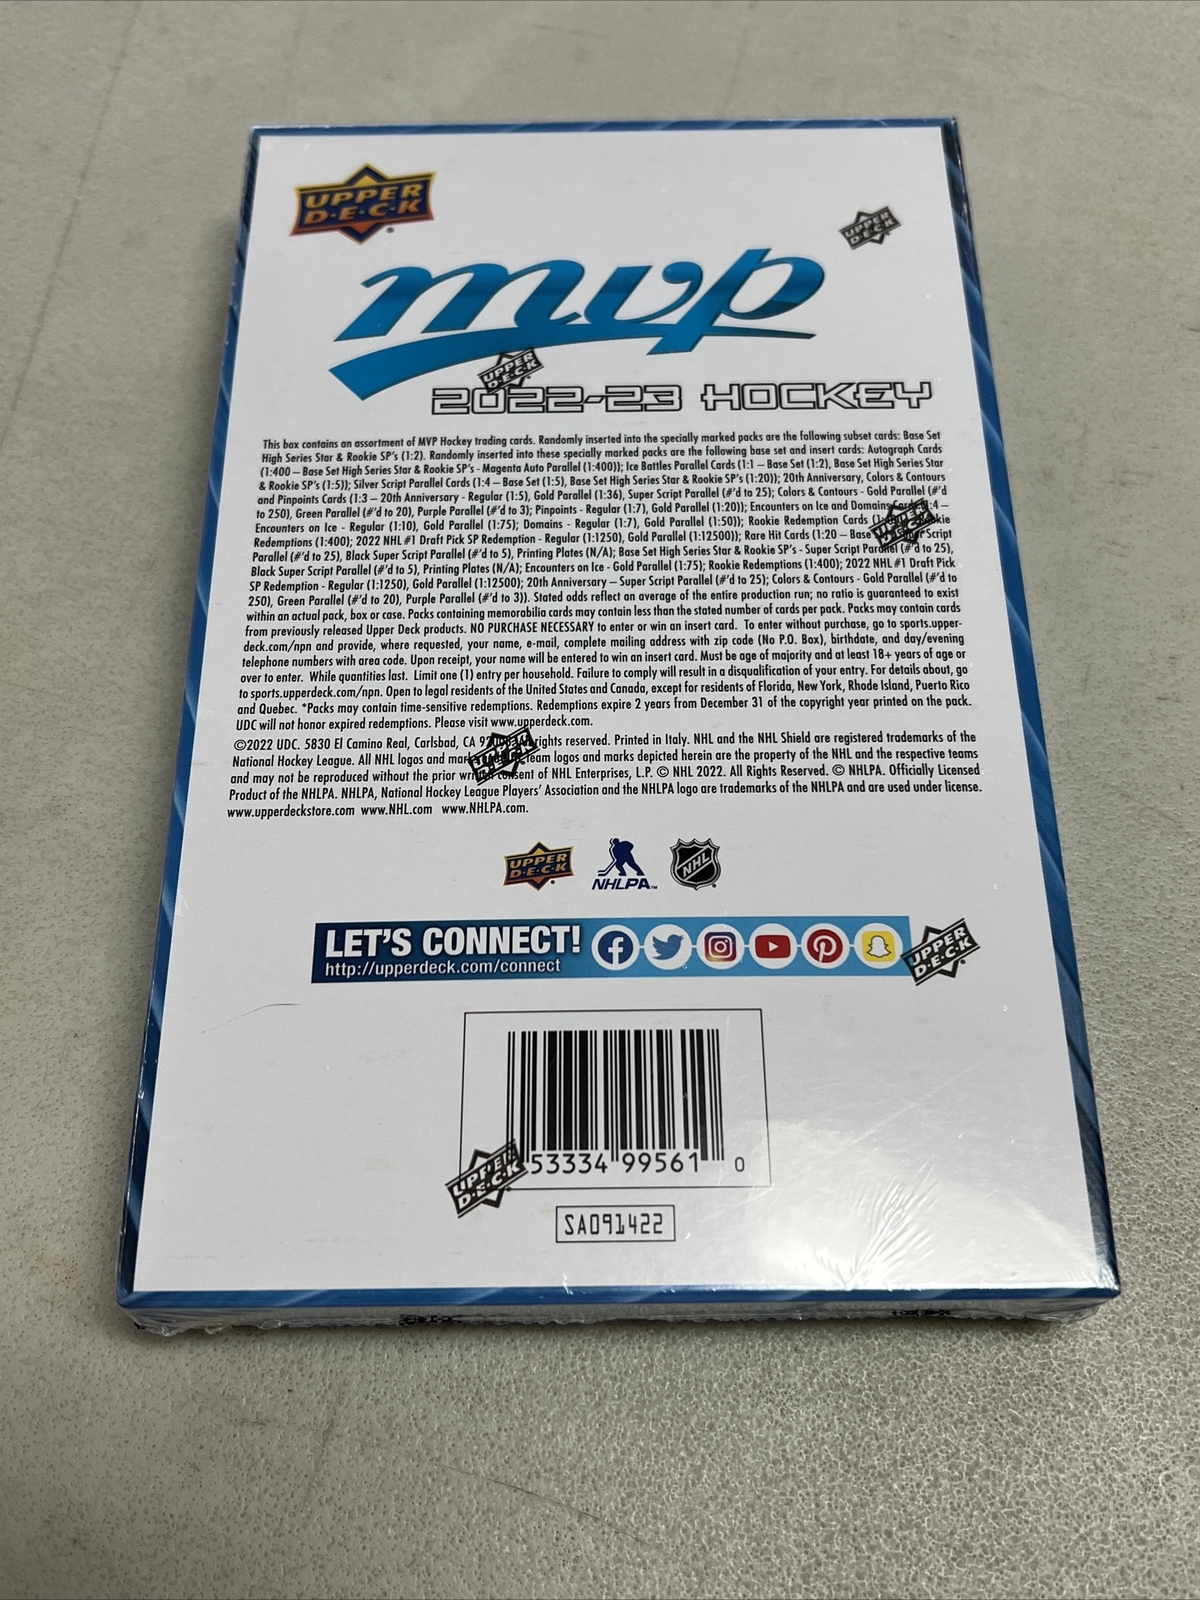 UPPER
D·E·C·K
®
UPPER
DECK
mvp
UPPER
DECK
2022-23 HOCKEY
This box contains an assortment of MVP Hockey trading cards. Randomly inserted into the specially marked packs are the following subset cards: Base Set
High Series Star & Rookie SP's (1:2). Randomly inserted into these specially marked packs are the following base set and insert cards: Autograph Cards
(1:400 – Base Set High Series Star & Rookie SP's - Magenta Auto Parallel (1:400)); Ice Battles Parallel Cards (1:1 – Base Set (1:2), Base Set High Series Star
& Rookie SP's (1:5)); Silver Script Parallel Cards (1:4 – Base Set (1:5), Base Set High Series Star & Rookie SP's (1:20)); 20th Anniversary, Colors & Contours
and Pinpoints Cards (1:3 – 20th Anniversary - Regular (1:5), Gold Parallel (1:36), Super Script Parallel (#'d to 25); Colors & Contours - Gold Parallel (#'d
to 250), Green Parallel (#'d to 20), Purple Parallel (#'d to 3); Pinpoints - Regular (1:7), Gold Parallel (1:20)); Encounters on Ice and Domains Cards (1:4 –
Encounters on Ice - Regular (1:10), Gold Parallel (1:75); Domains - Regular (1:7), Gold Parallel (1:50)); Rookie Redemption Cards (1:400 – Rookie
Redemptions (1:400); 2022 NHL #1 Draft Pick SP Redemption - Regular (1:1250), Gold Parallel (1:12500)); Rare Hit Cards (1:20 – Base Set - Super Script
Parallel (#'d to 25), Black Super Script Parallel (#'d to 5), Printing Plates (N/A); Base Set High Series Star & Rookie SP's - Super Script Parallel (#'d to 25),
Black Super Script Parallel (#'d to 5), Printing Plates (N/A); Encounters on Ice - Gold Parallel (1:75); Rookie Redemptions (1:400); 2022 NHL #1 Draft Pick
SP Redemption - Regular (1:1250), Gold Parallel (1:12500); 20th Anniversary – Super Script Parallel (#'d to 25); Colors & Contours - Gold Parallel (#'d to
250), Green Parallel (#'d to 20), Purple Parallel (#'d to 3)). Stated odds reflect an average of the entire production run; no ratio is guaranteed to exist
within an actual pack, box or case. Packs containing memorabilia cards may contain less than the stated number of cards per pack. Packs may contain cards
from previously released Upper Deck products. NO PURCHASE NECESSARY to enter or win an insert card. To enter without purchase, go to sports.upper-
deck.com/npn and provide, where requested, your name, e-mail, complete mailing address with zip code (No P.O. Box), birthdate, and day/evening
telephone numbers with area code. Upon receipt, your name will be entered to win an insert card. Must be age of majority and at least 18+ years of age or
over to enter. While quantities last. Limit one (1) entry per household. Failure to comply will result in a disqualification of your entry. For details about, go
to sports.upperdeck.com/npn. Open to legal residents of the United States and Canada, except for residents of Florida, New York, Rhode Island, Puerto Rico
and Quebec. *Packs may contain time-sensitive redemptions. Redemptions expire 2 years from December 31 of the copyright year printed on the pack.
UDC will not honor expired redemptions. Please visit www.upperdeck.com.
©2022 UDC. 5830 El Camino Real, Carlsbad, CA All rights reserved. Printed in Italy. NHL and the NHL Shield are registered trademarks of the
National Hockey League. All NHL logos and marks team logos and marks depicted herein are the property of the NHL and the respective teams
and may not be reproduced without the prior written consent of NHL Enterprises, L.P. © NHL 2022. All Rights Reserved. © NHLPA. Officially Licensed
Product of the NHLPA. NHLPA, National Hockey League Players' Association and the NHLPA logo are trademarks of the NHLPA and are used under license.
www.upperdeckstore.com www.NHL.com www.NHLPA.com.
UPPER
D·E·C·K
NHLPA™
NHL
LET'S CONNECT!
http://upperdeck.com/connect
UPPER
D·E·C·K
53334 99561 0
UPPER
D·E·C·K
SA091422